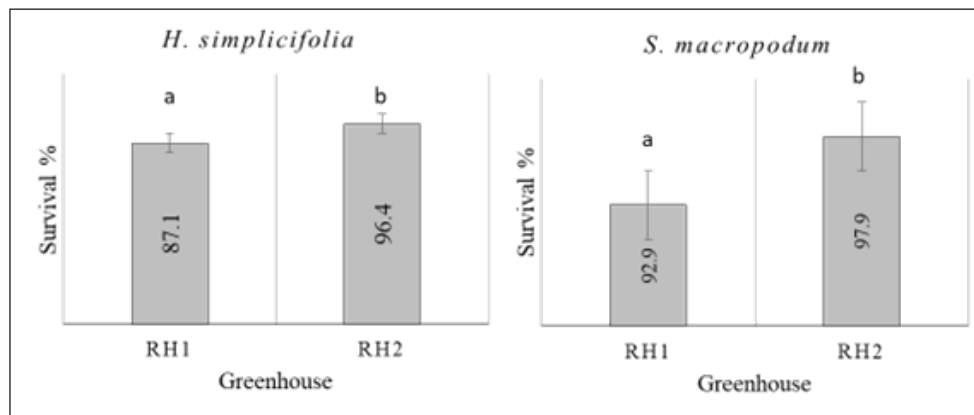 H. simplicifolia
a
b
Survival %
87.1
96.4
RH1
RH2
Greenhouse
S. macropodum
a
b
Survival %
92.9
97.9
RH1
RH2
Greenhouse